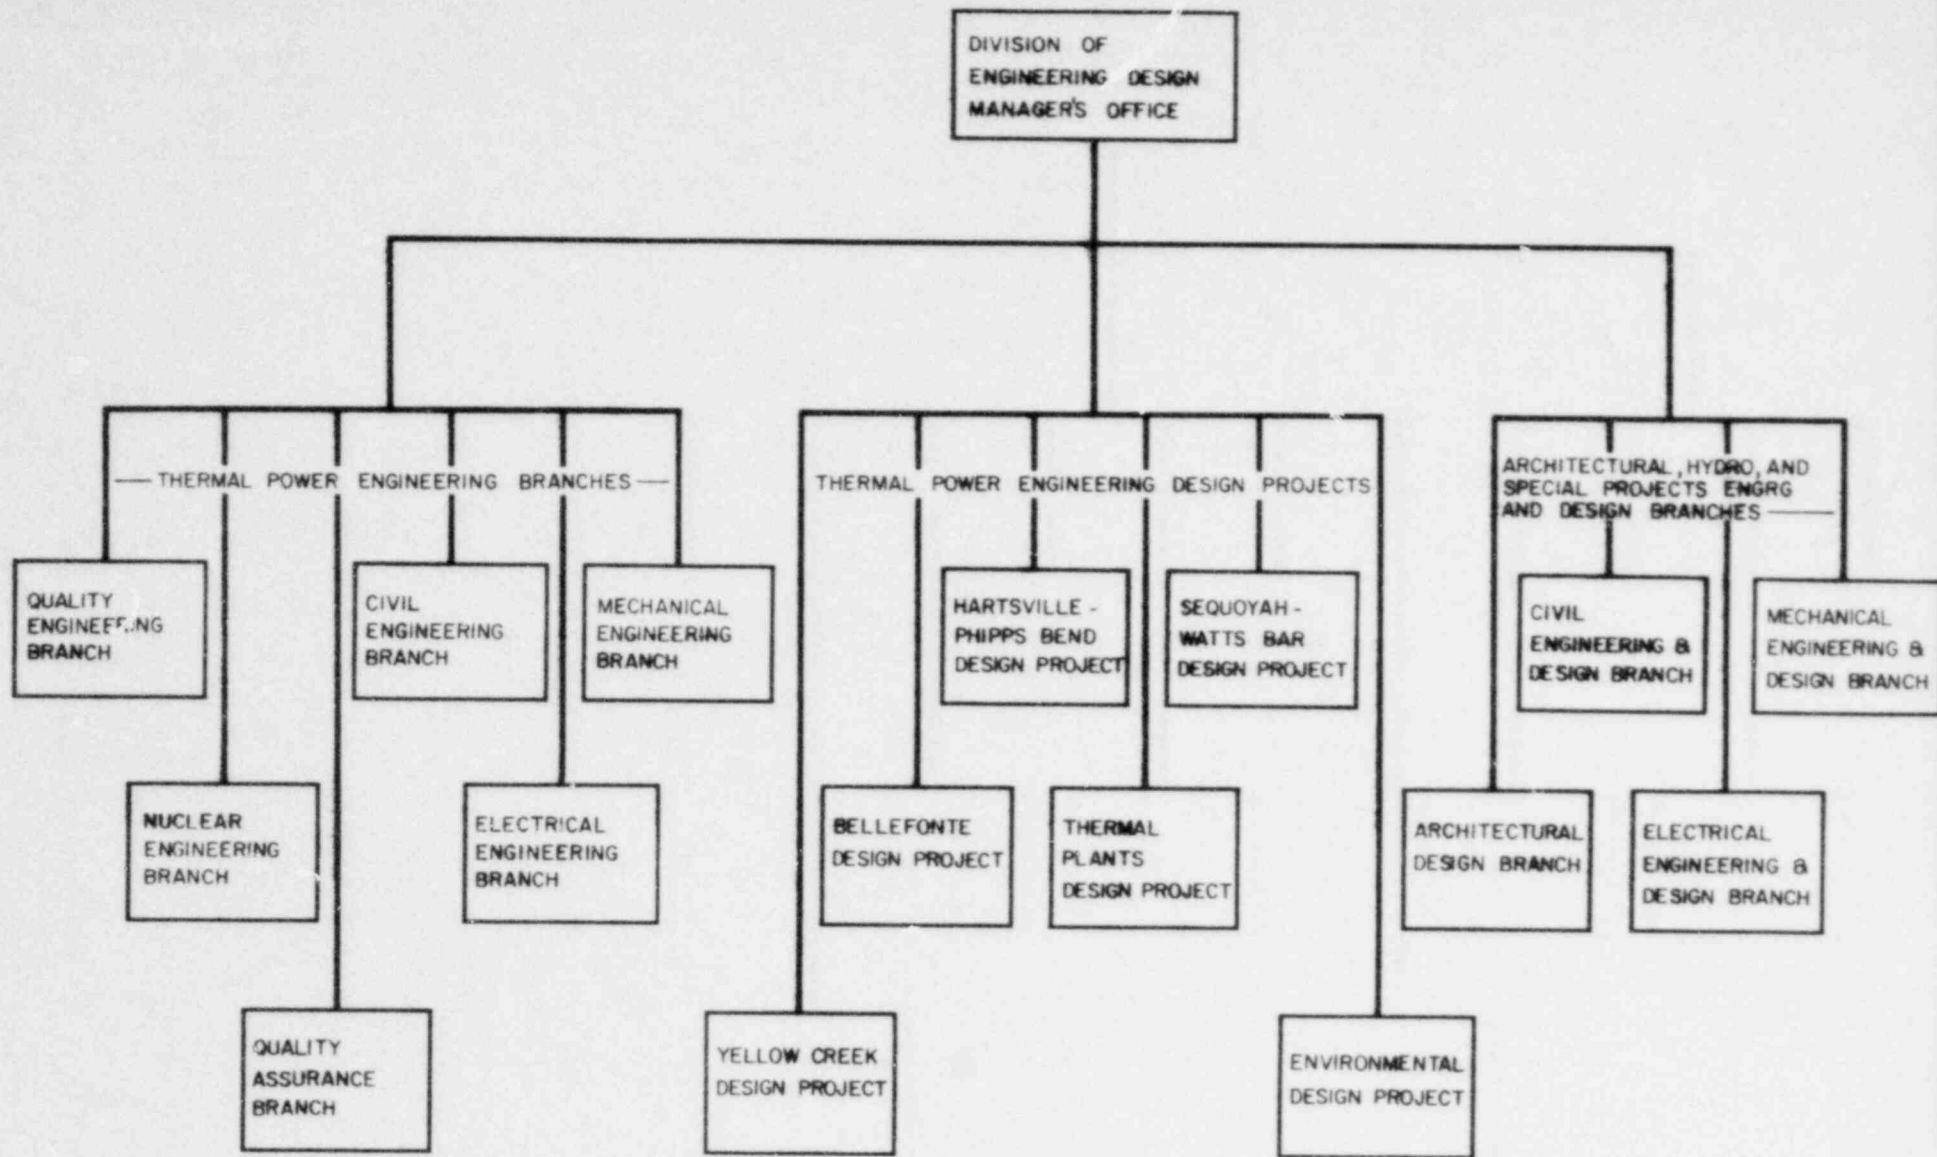 DIVISION OF
ENGINEERING DESIGN
MANAGER'S OFFICE
THERMAL POWER ENGINEERING BRANCHES
THERMAL POWER ENGINEERING DESIGN PROJECTS
ARCHITECTURAL, HYDRO, AND
SPECIAL PROJECTS ENGRG
AND DESIGN BRANCHES
QUALITY
ENGINEERING
BRANCH
CIVIL
ENGINEERING
BRANCH
MECHANICAL
ENGINEERING
BRANCH
HARTSVILLE -
PHIPPS BEND
DESIGN PROJECT
SEQUOYAH -
WATTS BAR
DESIGN PROJECT
CIVIL
ENGINEERING &
DESIGN BRANCH
MECHANICAL
ENGINEERING &
DESIGN BRANCH
NUCLEAR
ENGINEERING
BRANCH
ELECTRICAL
ENGINEERING
BRANCH
BELLEFONTE
DESIGN PROJECT
THERMAL
PLANTS
DESIGN PROJECT
ARCHITECTURAL
DESIGN BRANCH
ELECTRICAL
ENGINEERING &
DESIGN BRANCH
QUALITY
ASSURANCE
BRANCH
YELLOW CREEK
DESIGN PROJECT
ENVIRONMENTAL
DESIGN PROJECT